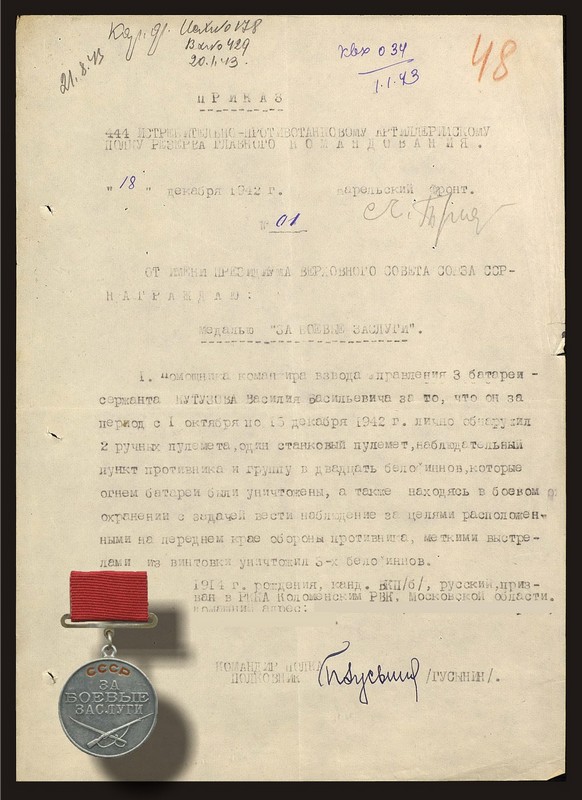 Вх№0429
20.1.43.
21.8.43
Квх 034
1.1.43
48
ПРИКАЗ
444 ИСТРЕБИТЕЛЬНО-ПРОТИВОТАНКОВОМУ АРТИЛЛЕРИЙСКОМУ
ПОЛКУ РЕЗЕРВА ГЛАВНОГО КОМАНДОВАНИЯ.
"18" декабря 1942 г. Карельский фронт.
№ 01
ОТ ИМЕНИ ПРЕЗИДИУМА ВЕРХОВНОГО СОВЕТА СОЮЗА ССР-
НАГРАЖДАЮ:
медалью "ЗА БОЕВЫЕ ЗАСЛУГИ".
1. Помощника командира взвода управления 3 батареи -
сержанта КУТУЗОВА Василия Васильевича за то, что он за
период с 1 октября по 15 декабря 1942 г. лично обнаружил
2 ручных пулемета, один станковый пулемет, наблюдательный
пункт противника и группу в двадцать белофиннов, которые
огнем батареи были уничтожены, а также находясь в боевом
охранении с задачей вести наблюдение за целями расположен-
ными на переднем крае обороны противника, меткими выстре-
лами из винтовки уничтожил 3-х белофиннов.
1914 г. рождения, канд. ВКП/б/, русский, приз-
ван в РККА Коломенским РВК, Московской области.
Домашний адрес:
КОМАНДИР ПОЛКА
ПОЛКОВНИК /ГУСЫНИН/.
СССР
ЗА
БОЕВЫЕ
ЗАСЛУГИ